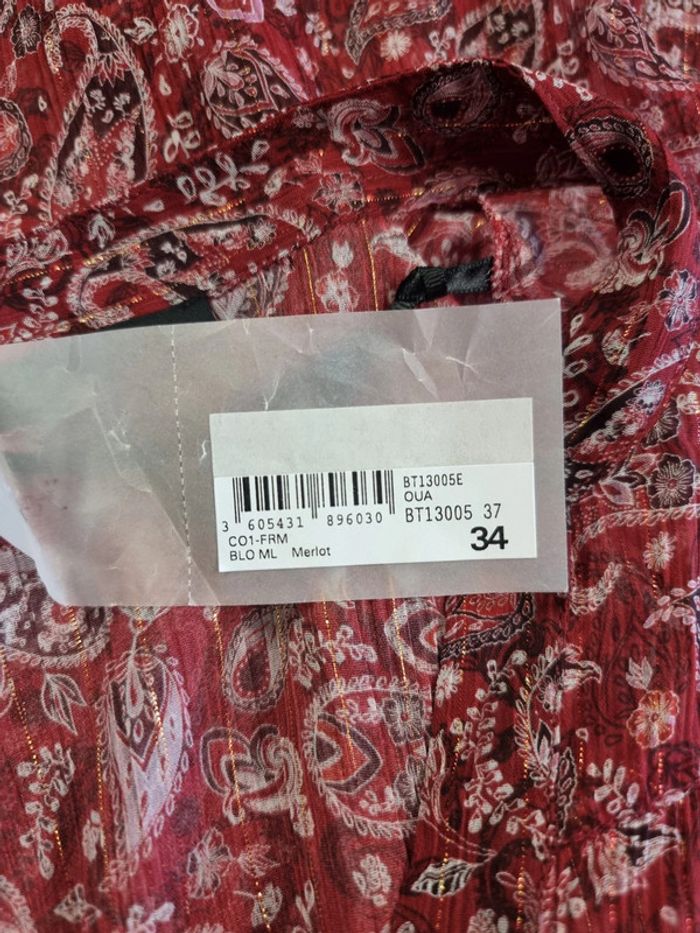 BT13005E
OUA
3 605431 896030 BT13005 37
CO1-FRM
BLO ML Merlot 34